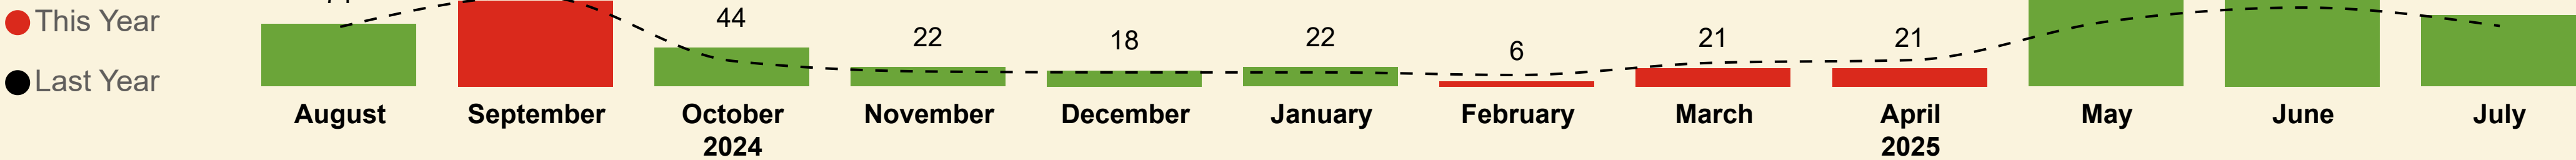 This Year
Last Year
44
22
18
22
6
21
21
August
September
October
November
December
January
February
March
April
May
June
July
2024
2025